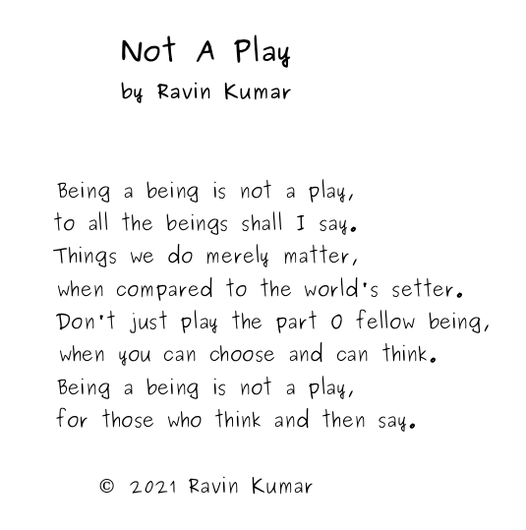 Not A Play
by Ravin Kumar
Being a being is not a play,
to all the beings shall I say.
Things we do merely matter,
when compared to the world's setter.
Don't just play the part O fellow being,
when you can choose and can think.
Being a being is not a play,
for those who think and then say.
© 2021 Ravin Kumar